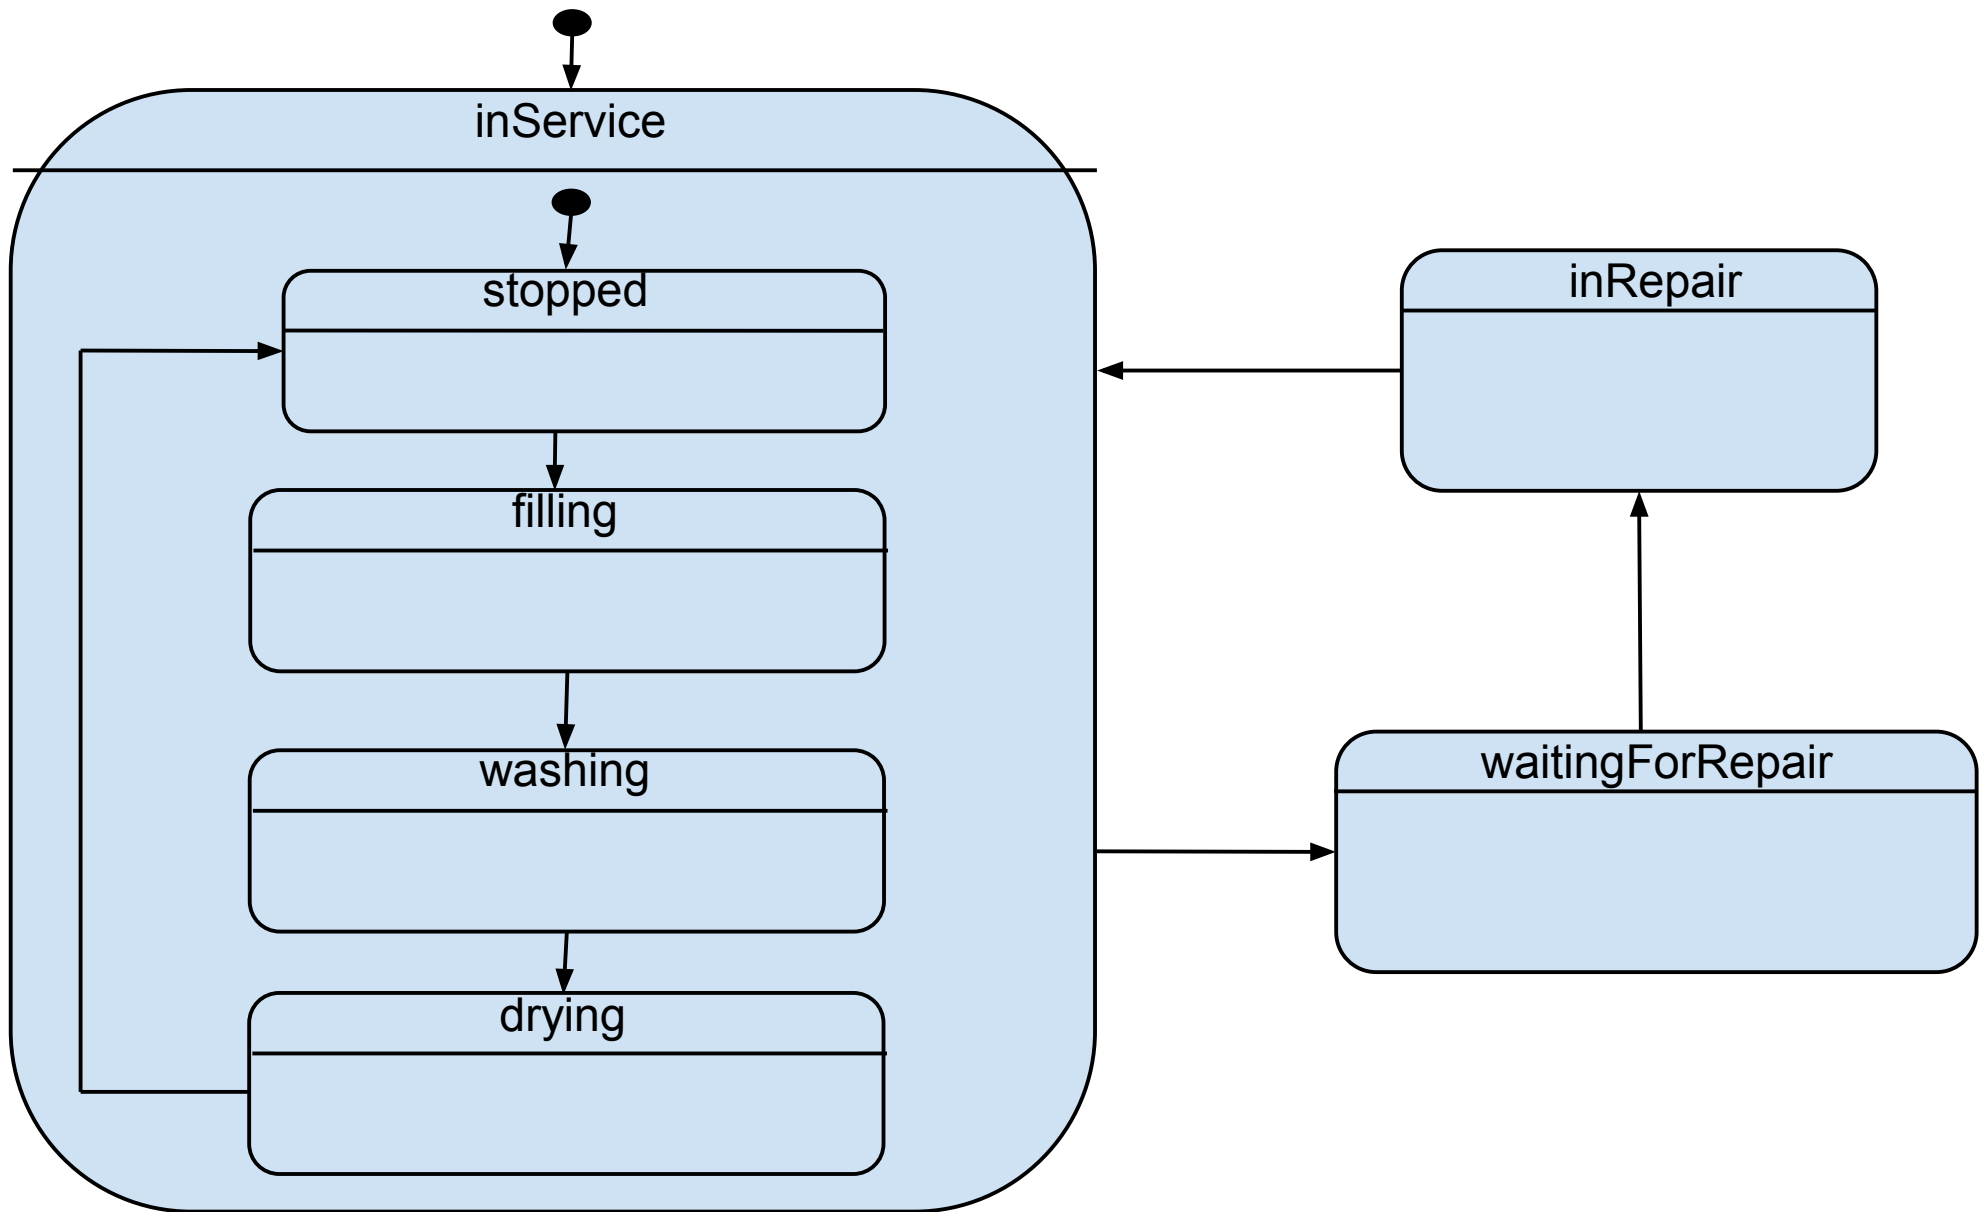 inService
stopped
filling
washing
drying
inRepair
waitingForRepair